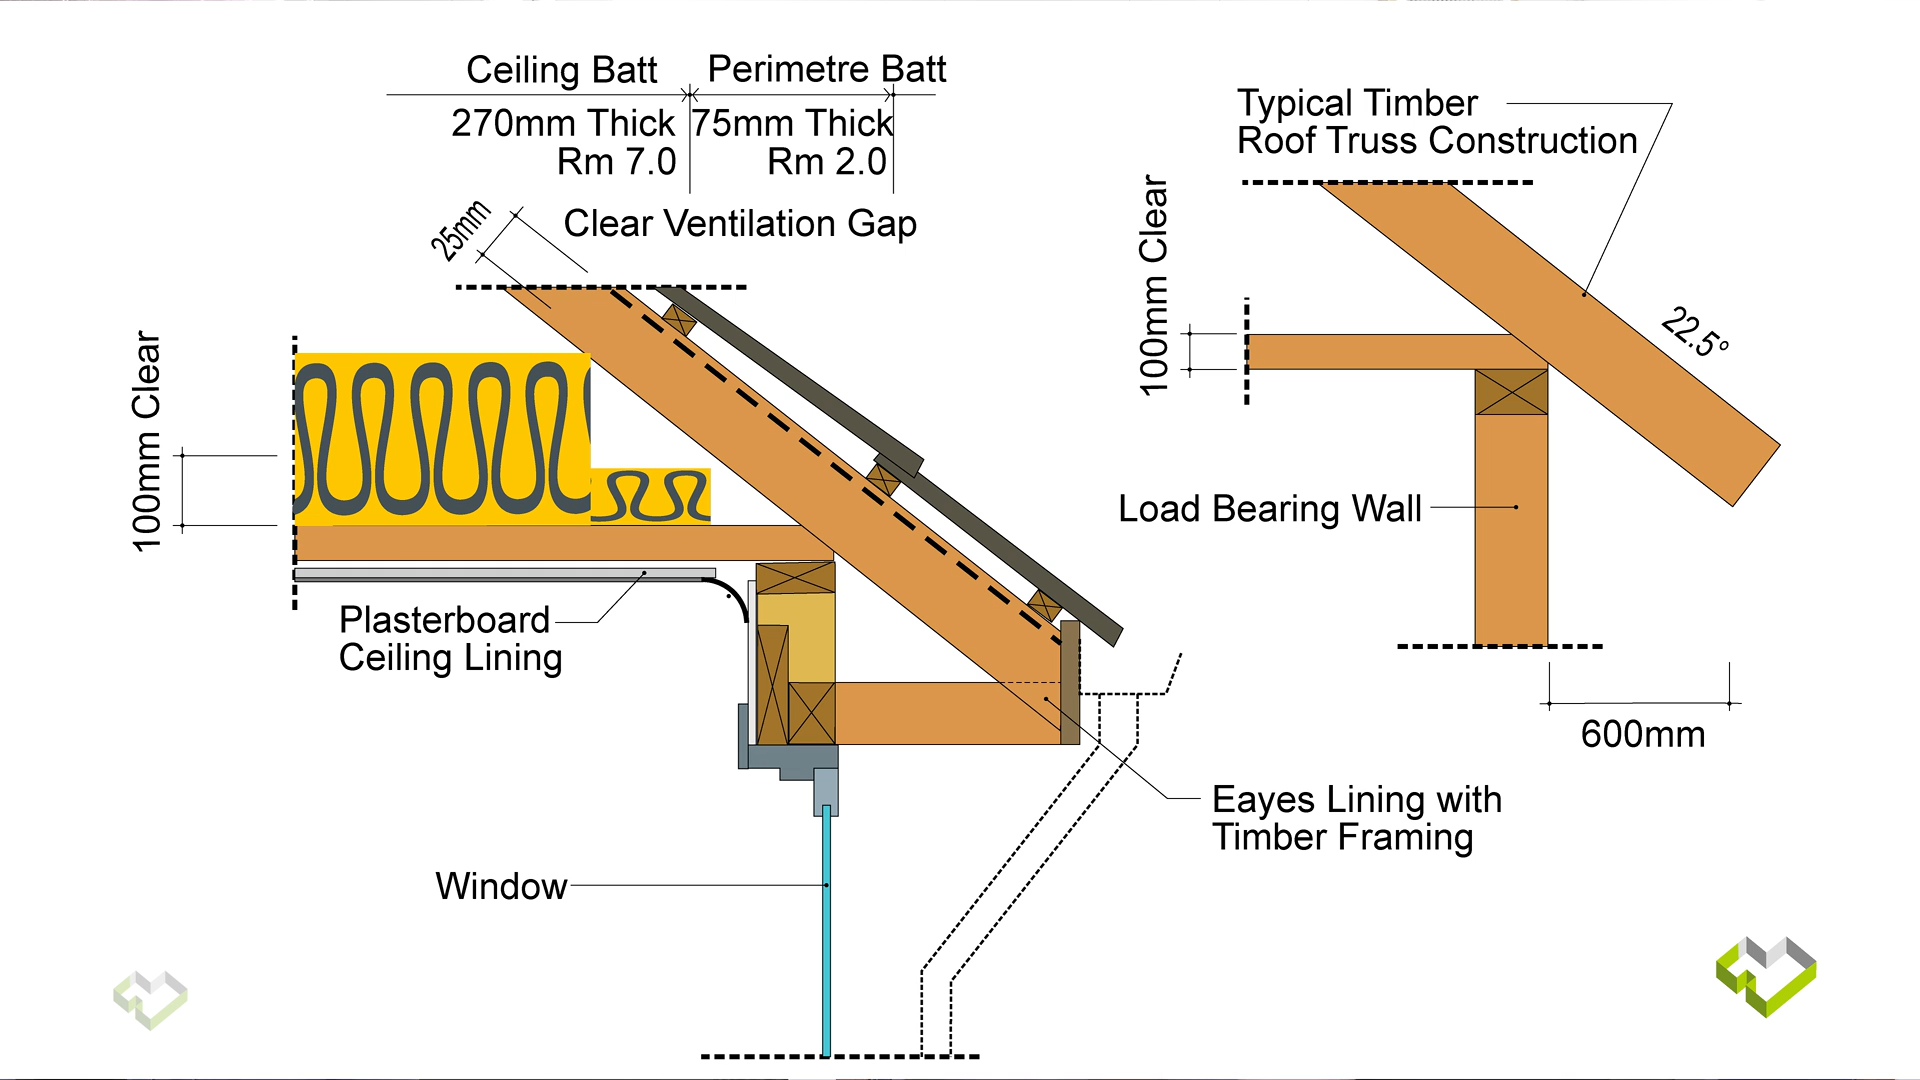 Ceiling Batt
270mm Thick
Rm 7.0
Perimetre Batt
75mm Thick
Rm 2.0
25mm
Clear Ventilation Gap
100mm Clear
Plasterboard
Ceiling Lining
Window
Typical Timber
Roof Truss Construction
100mm Clear
22.5°
Load Bearing Wall
600mm
Eayes Lining with
Timber Framing